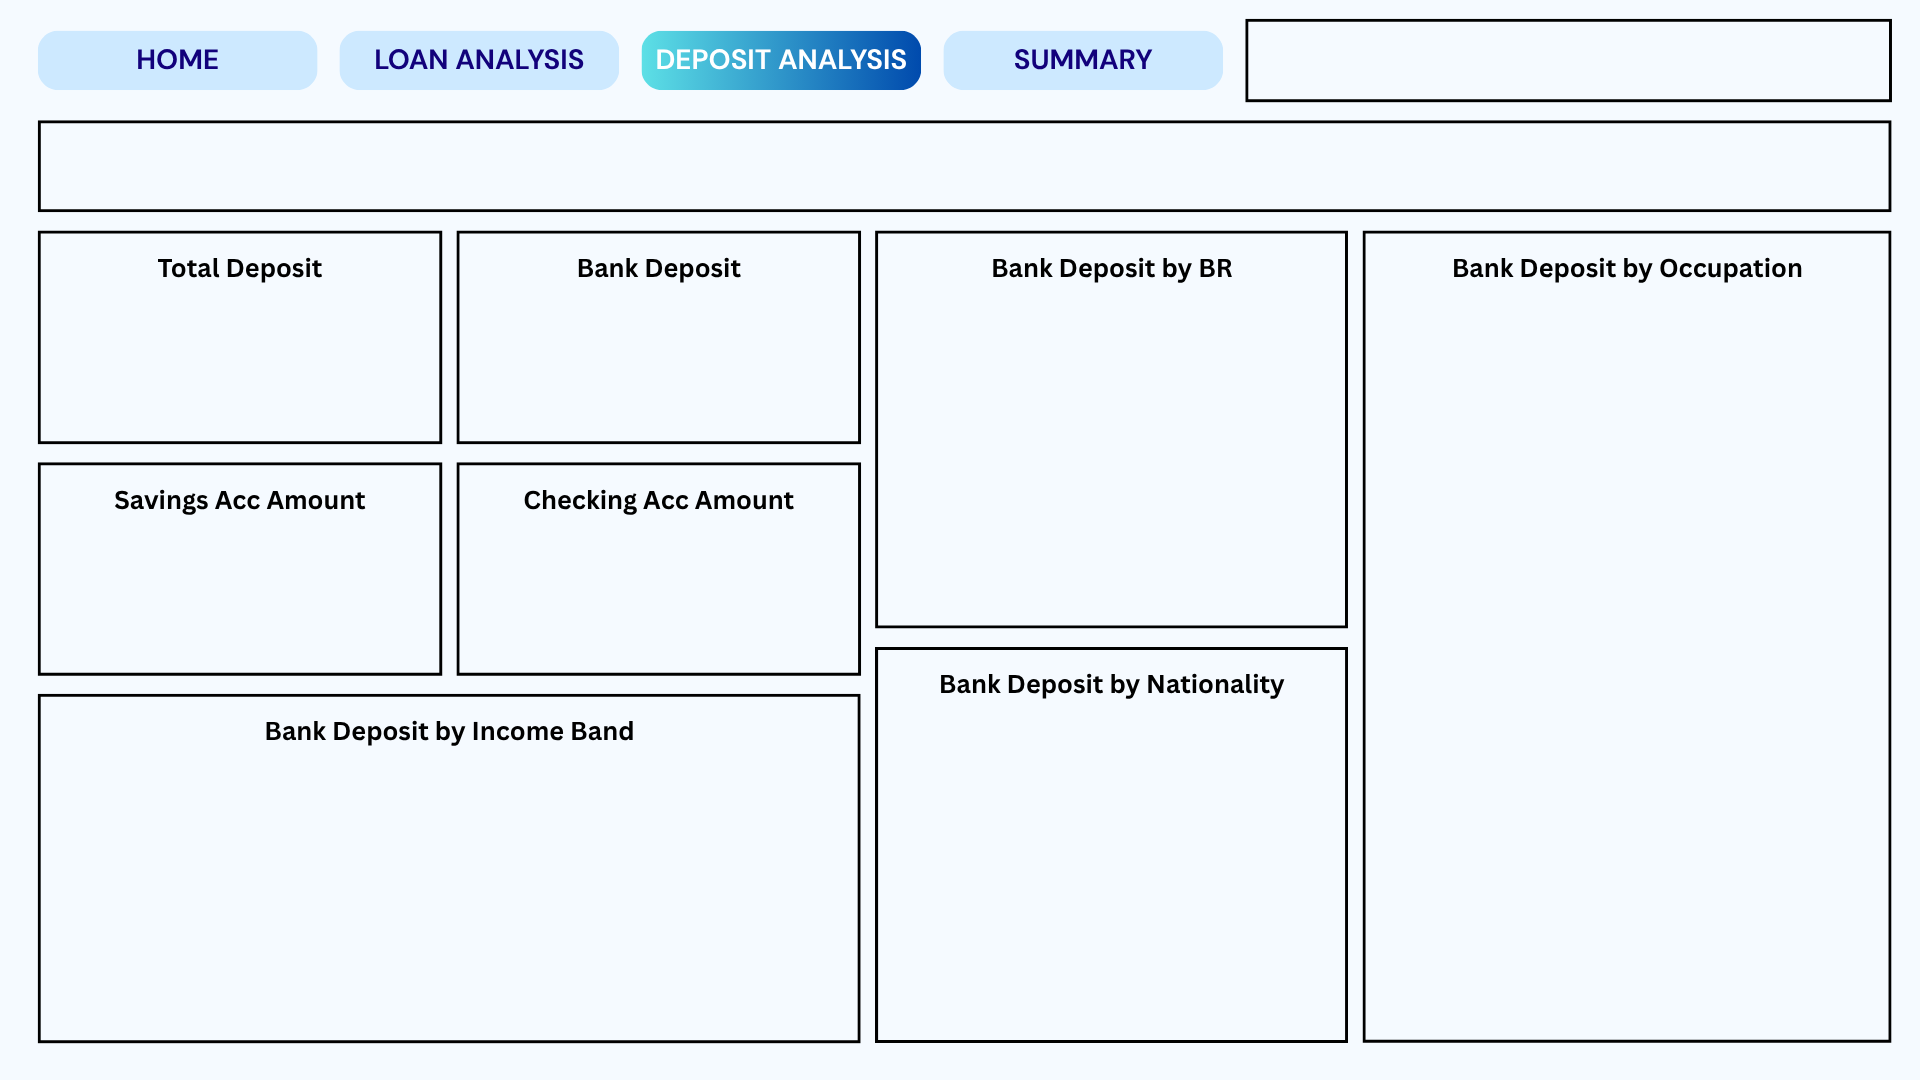 HOME
LOAN ANALYSIS
DEPOSIT ANALYSIS
SUMMARY
Total Deposit
Bank Deposit
Bank Deposit by BR
Bank Deposit by Occupation
Savings Acc Amount
Checking Acc Amount
Bank Deposit by Nationality
Bank Deposit by Income Band